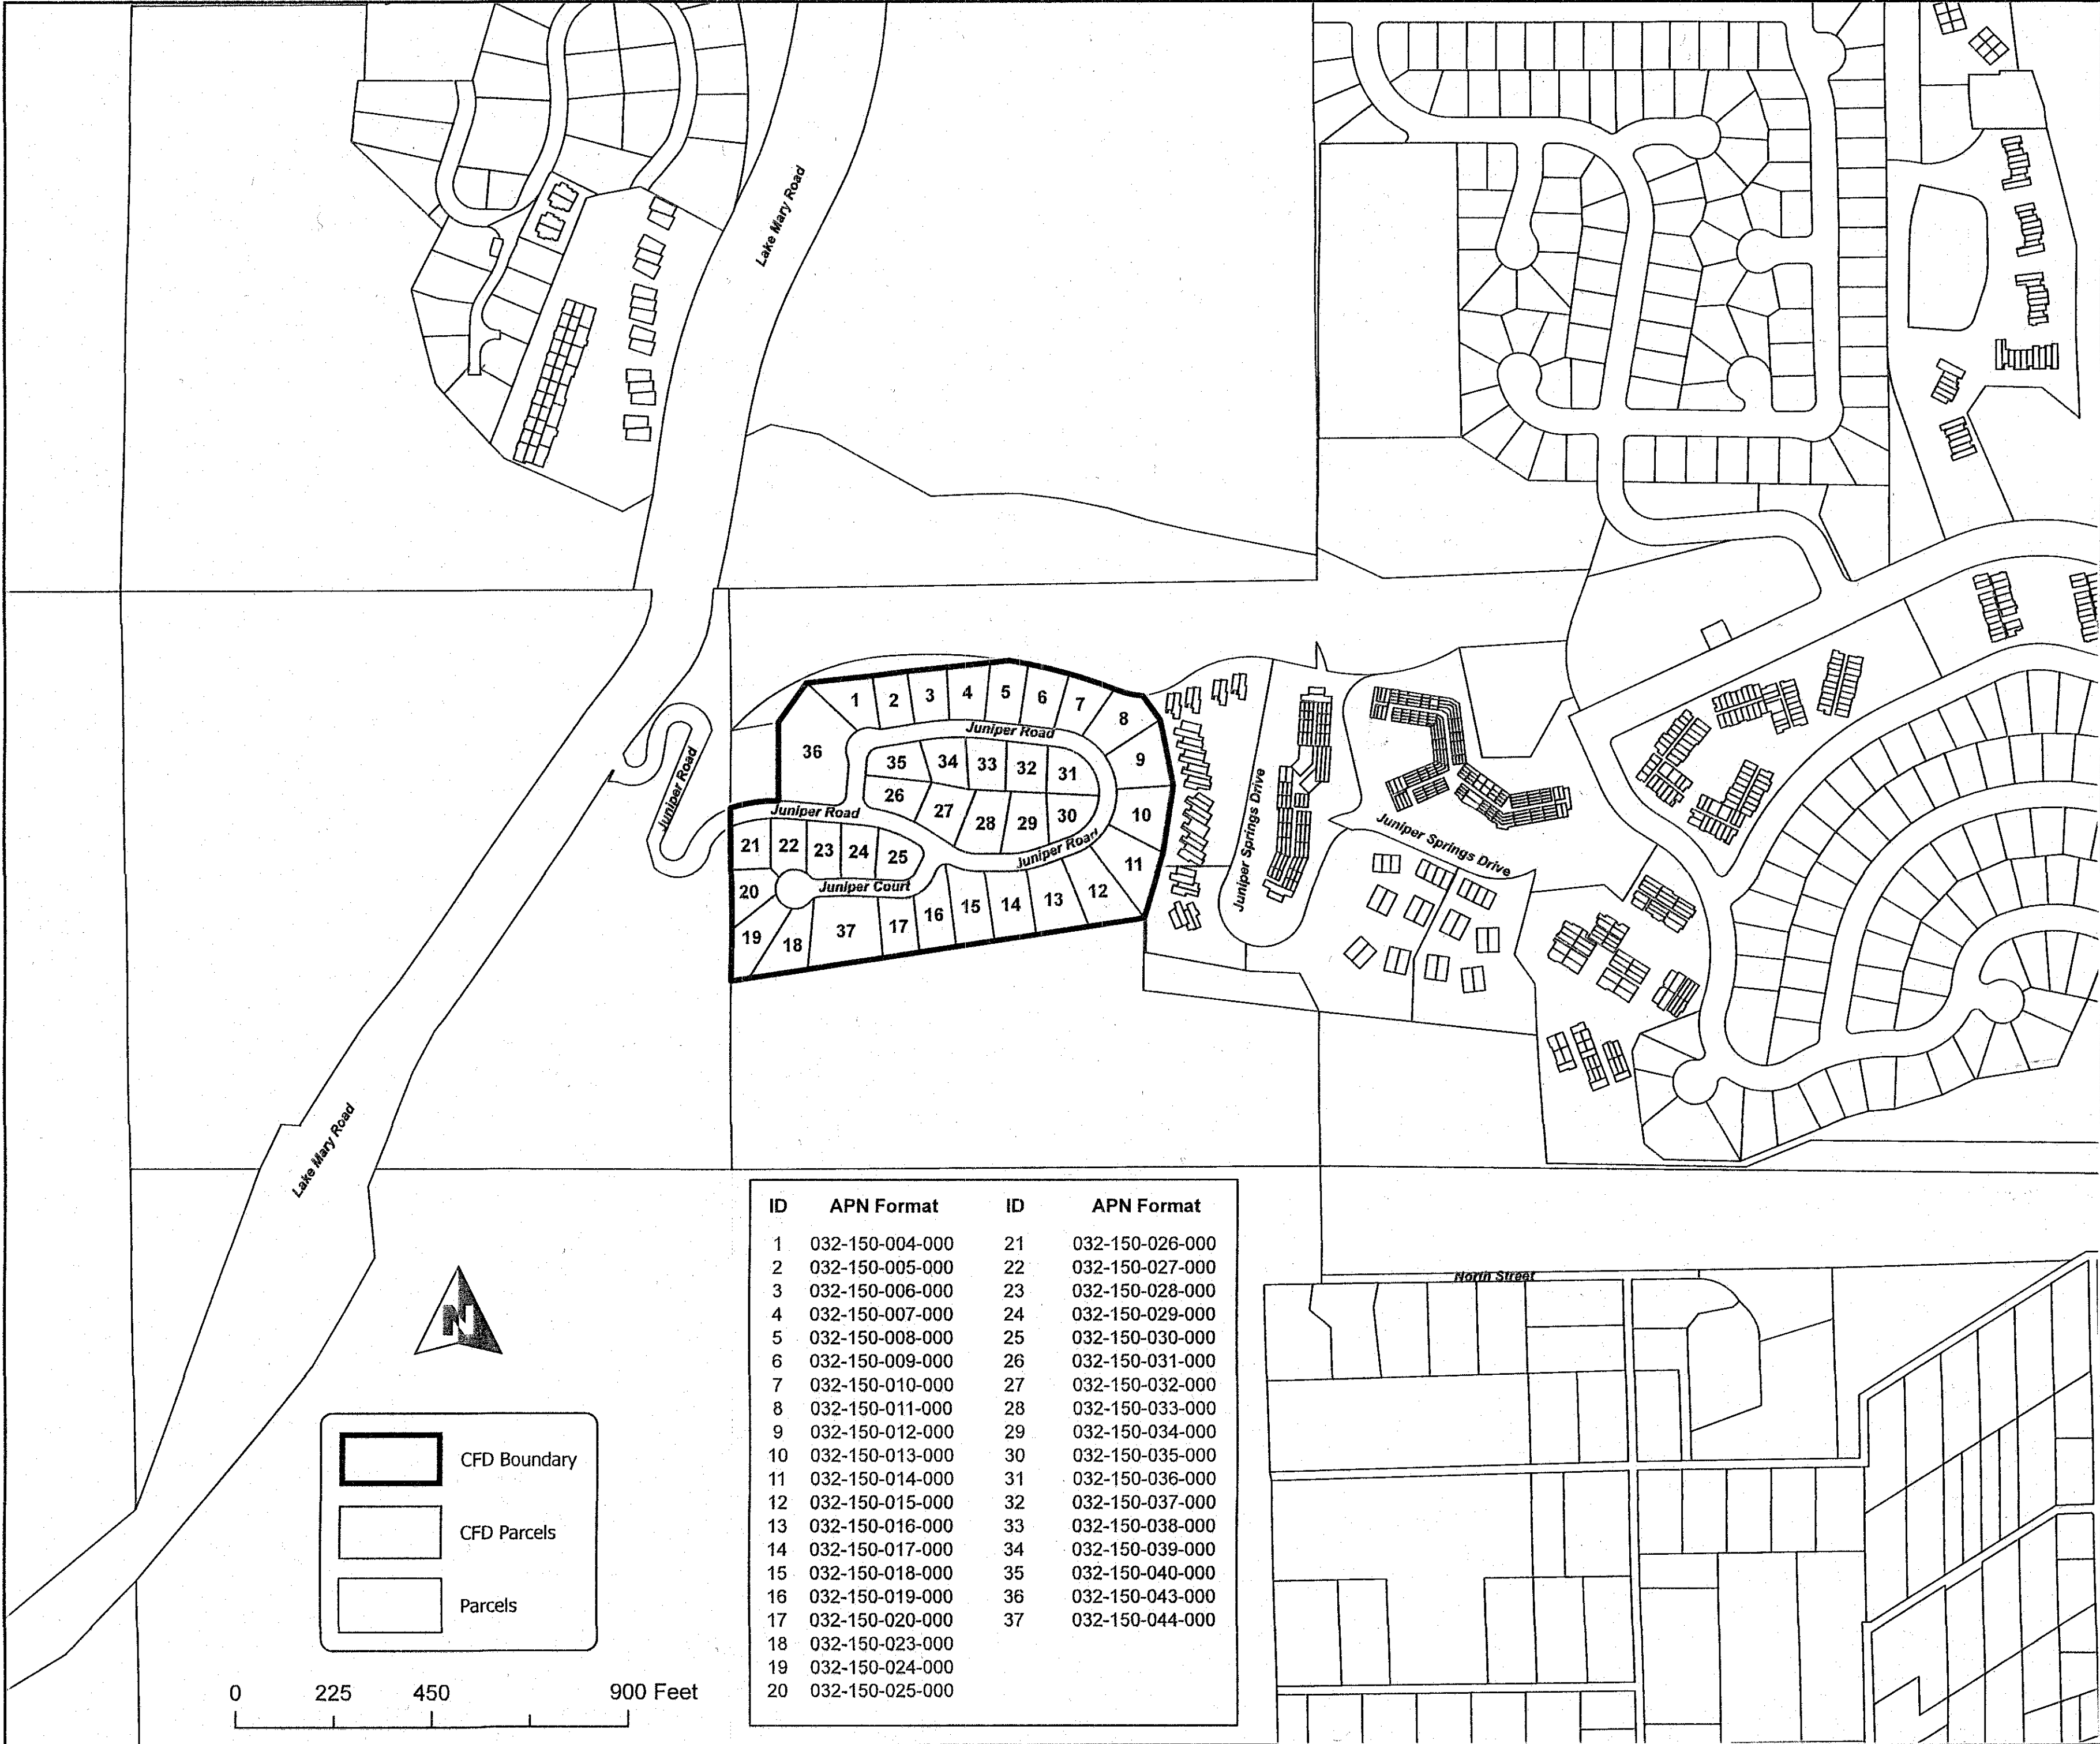 Lake Mary Road
1
2
3
4
5
6
7
8
Juniper Road
36
35
34
33
32
31
9
26
27
28
29
30
10
Juniper Road
Juniper Road
Juniper Road
21
22
23
24
25
11
20
Juniper Court
19
18
37
17
16
15
14
13
12
Juniper Springs Drive
Juniper Springs Drive
Lake Mary Road
North Street
ID APN Format ID APN Format
1 032-150-004-000 21 032-150-026-000
2 032-150-005-000 22 032-150-027-000
3 032-150-006-000 23 032-150-028-000
4 032-150-007-000 24 032-150-029-000
5 032-150-008-000 25 032-150-030-000
6 032-150-009-000 26 032-150-031-000
7 032-150-010-000 27 032-150-032-000
8 032-150-011-000 28 032-150-033-000
9 032-150-012-000 29 032-150-034-000
10 032-150-013-000 30 032-150-035-000
11 032-150-014-000 31 032-150-036-000
12 032-150-015-000 32 032-150-037-000
13 032-150-016-000 33 032-150-038-000
14 032-150-017-000 34 032-150-039-000
15 032-150-018-000 35 032-150-040-000
16 032-150-019-000 36 032-150-043-000
17 032-150-020-000 37 032-150-044-000
18 032-150-023-000
19 032-150-024-000
20 032-150-025-000
N
CFD Boundary
CFD Parcels
Parcels
0 225 450 900 Feet